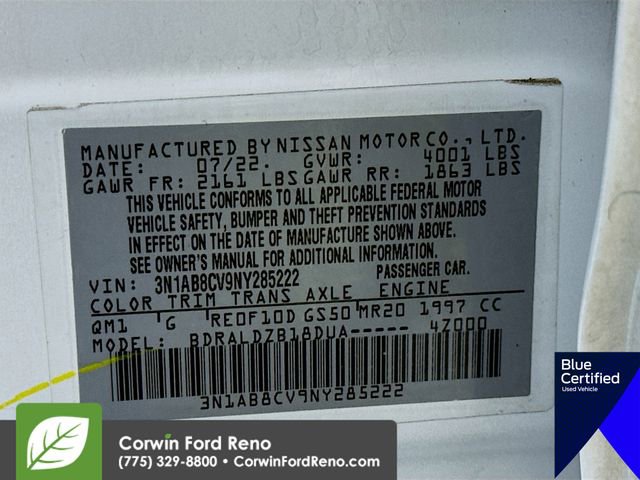 MANUFACTURED BY NISSAN MOTOR CO., LTD.
DATE: 07/22. GVWR: 4001 LBS
GAWR FR: 2161 LBS GAWR RR: 1863 LBS
THIS VEHICLE CONFORMS TO ALL APPLICABLE FEDERAL MOTOR
VEHICLE SAFETY, BUMPER AND THEFT PREVENTION STANDARDS
IN EFFECT ON THE DATE OF MANUFACTURE SHOWN ABOVE.
SEE OWNER'S MANUAL FOR ADDITIONAL INFORMATION.
VIN: 3N1AB8CV9NY285222 PASSENGER CAR.
COLOR TRIM TRANS AXLE ENGINE
QM1 G RE0F10D GS50 MR20 1997 CC
MODEL: BDRALDZB18DUA----- 4Z000
3N1AB8CV9NY285222
Blue
Certified
Used Vehicle
Corwin Ford Reno
(775) 329-8800 • CorwinFordReno.com